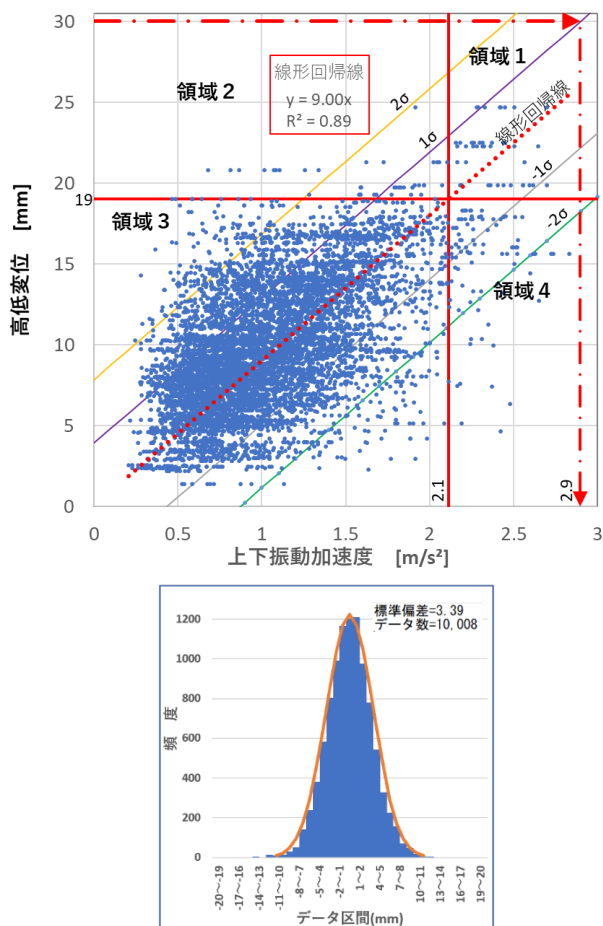 30
25
20
19
15
10
5
0
高低変位 [mm]
領域１
領域２
領域３
領域４
線形回帰線
y = 9.00x
R² = 0.89
2σ
1σ
線形回帰線
-1σ
-2σ
2.1
2.9
0
0.5
1
1.5
2
2.5
3
上下振動加速度 [m/s²]
標準偏差=3.39
データ数=10,008
1200
1000
800
600
400
200
0
頻 度
-20～-19
-17～-16
-14～-13
-11～-10
-8～-7
-5～-4
-2～-1
1～2
4～5
7～8
10～11
13～14
16～17
19～20
データ区間(mm)